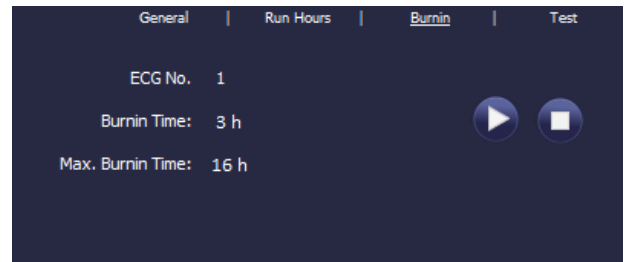 General | Run Hours | Burnin | Test
ECG No. 1
Burnin Time: 3 h
Max. Burnin Time: 16 h